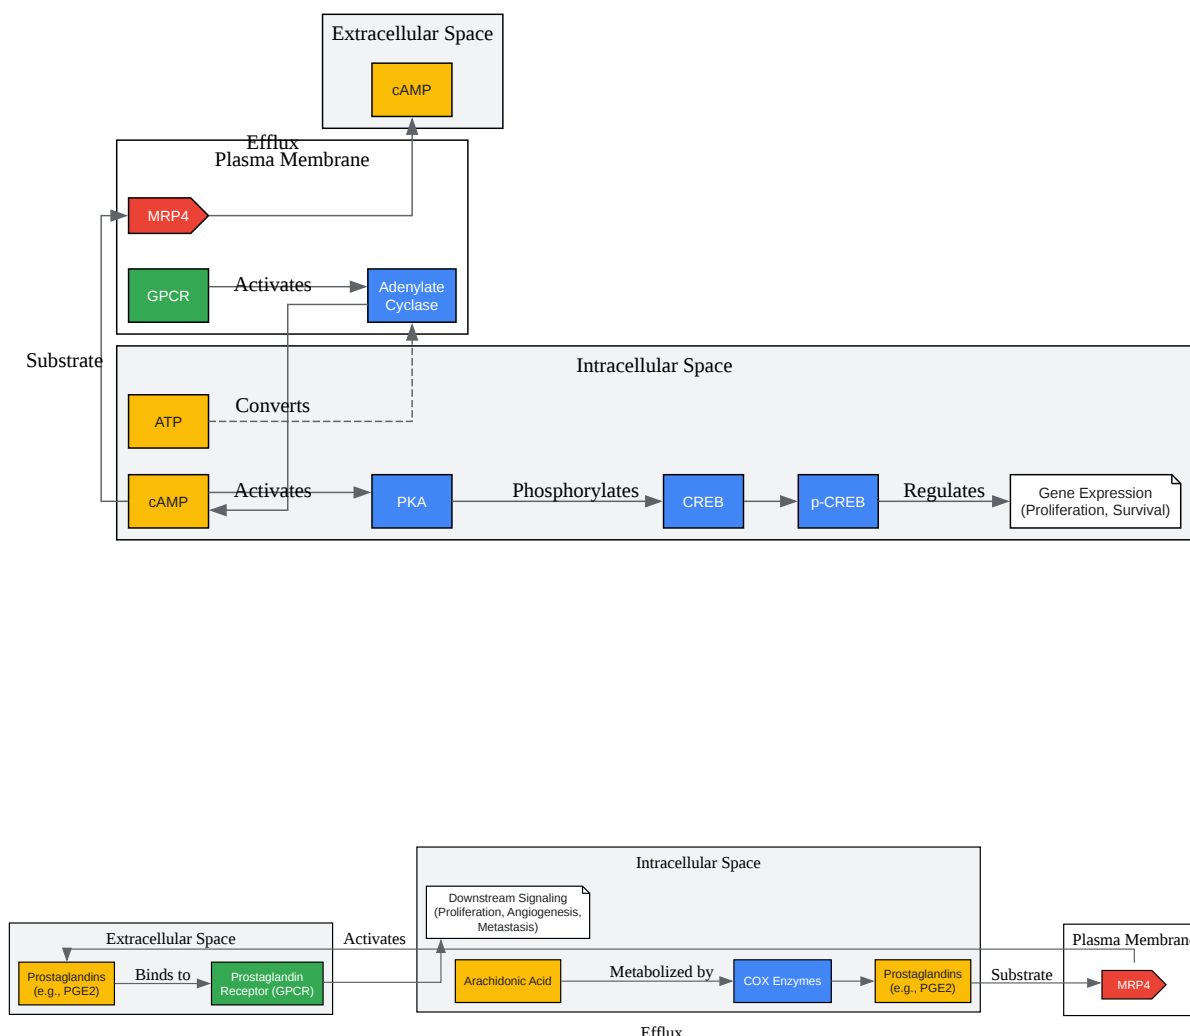 Extracellular Space
cAMP
Efflux
Plasma Membrane
MRP4
GPCR
Activates
Adenylate
Cyclase
Substrate
Intracellular Space
ATP
Converts
cAMP
Activates
PKA
Phosphorylates
CREB
p-CREB
Regulates
Gene Expression
(Proliferation, Survival)
Intracellular Space
Downstream Signaling
(Proliferation, Angiogenesis,
Metastasis)
Extracellular Space
Activates
Plasma Membrane
Prostaglandins
(e.g., PGE2)
Binds to
Prostaglandin
Receptor (GPCR)
Arachidonic Acid
Metabolized by
COX Enzymes
Prostaglandins
(e.g., PGE2)
Substrate
MRP4
Efflux